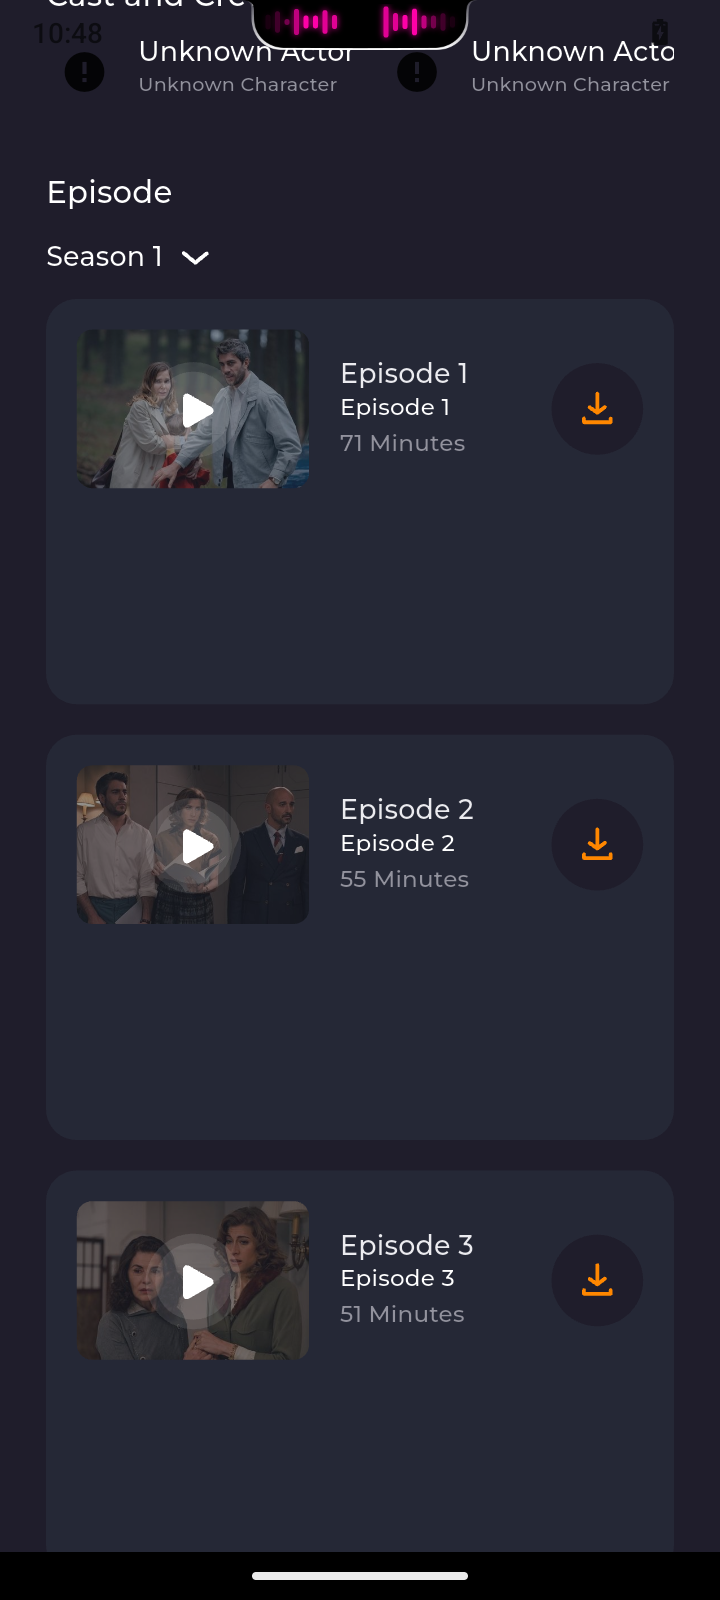 Cast and Cre
10:48
Unknown Actor
Unknown Acto
Unknown Character
Unknown Character
Episode
Season 1
Episode 1
Episode 1
71 Minutes
Episode 2
Episode 2
55 Minutes
Episode 3
Episode 3
51 Minutes